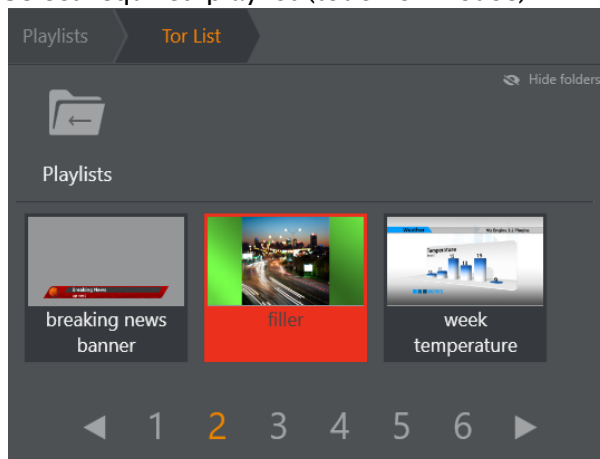 Playlists
Tor List
Hide folders
Playlists
Breaking News
Weather
Temperature
breaking news
banner
filler
week
temperature
1 2 3 4 5 6